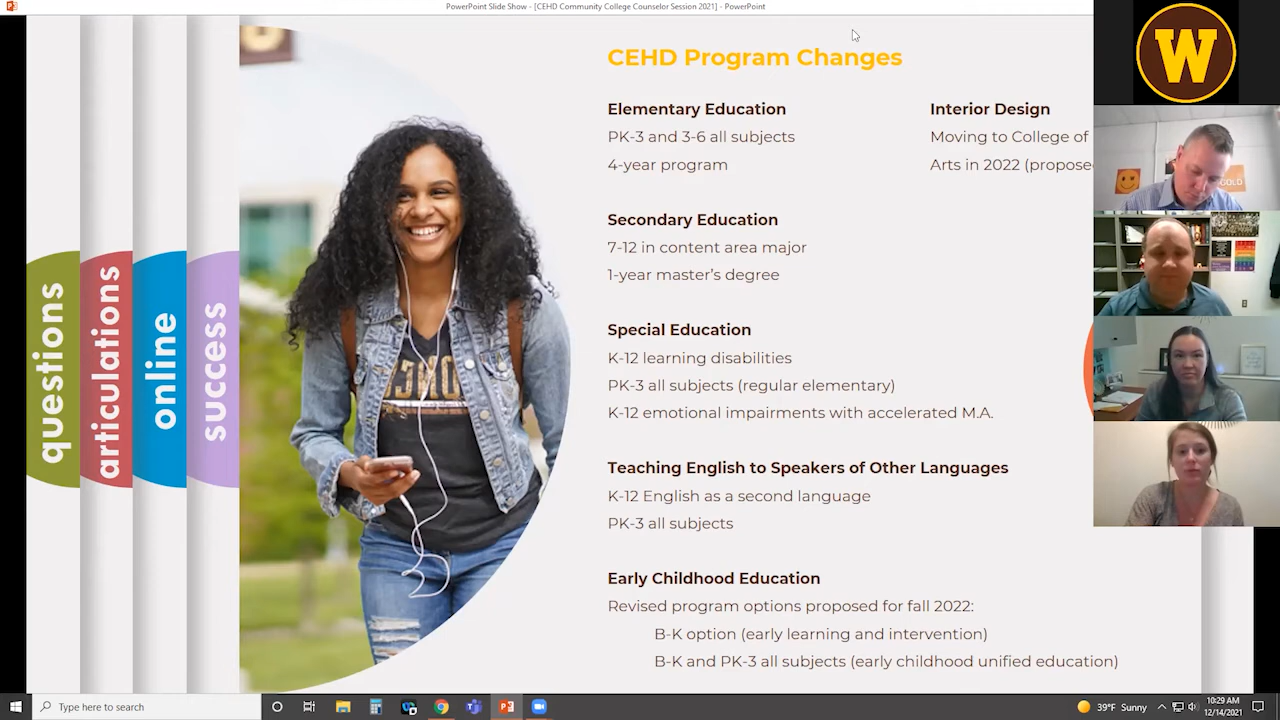 PowerPoint Slide Show - [CEHD Community College Counselor Session 2021] - PowerPoint
CEHD Program Changes
Elementary Education
PK-3 and 3-6 all subjects
4-year program
Interior Design
Moving to College of
Arts in 2022 (propose
Secondary Education
7-12 in content area major
1-year master's degree
Special Education
K-12 learning disabilities
PK-3 all subjects (regular elementary)
K-12 emotional impairments with accelerated M.A.
Teaching English to Speakers of Other Languages
K-12 English as a second language
PK-3 all subjects
Early Childhood Education
Revised program options proposed for fall 2022:
B-K option (early learning and intervention)
B-K and PK-3 all subjects (early childhood unified education)
questions
articulations
online
success
W
GOLD
Type here to search
39°F Sunny
10:29 AM
12/14/2021